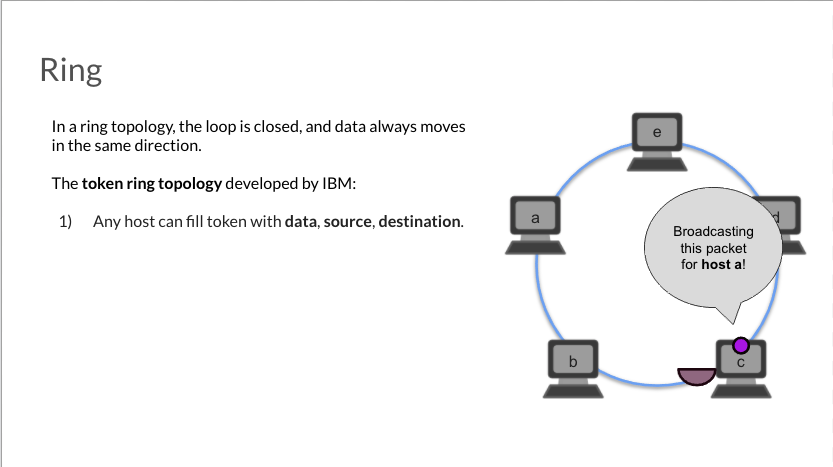 Ring
In a ring topology, the loop is closed, and data always moves
in the same direction.
The token ring topology developed by IBM:
1) Any host can fill token with data, source, destination.
e
a
d
Broadcasting
this packet
for host a!
b
c